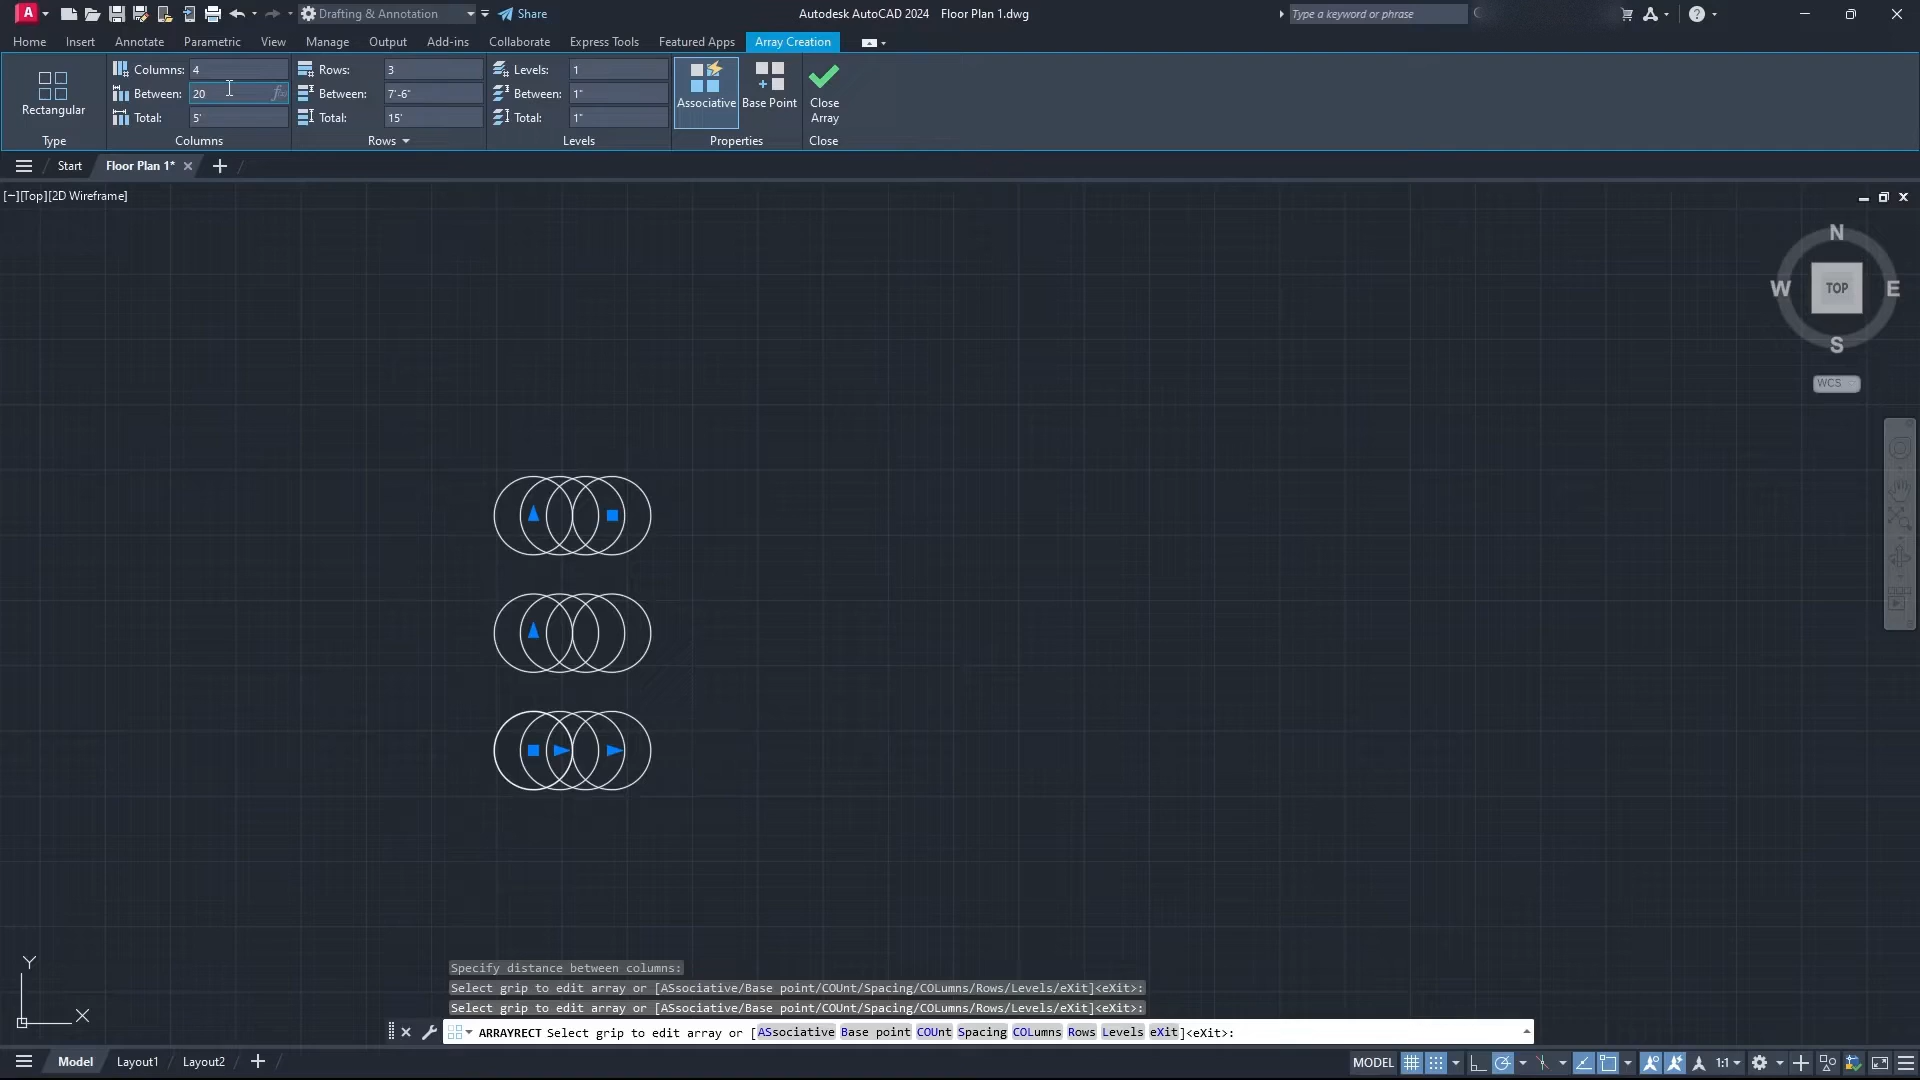 A Drafting & Annotation Share Autodesk AutoCAD 2024 Floor Plan 1.dwg Type a keyword or phrase
Home Insert Annotate Parametric View Manage Output Add-ins Collaborate Express Tools Featured Apps Array Creation
Columns: 4 Rows: 3 Levels: 1
Between: 20 Between: 7'-6" Between: 1"
Total: 5' Total: 15' Total: 1"
Rectangular Associative Base Point Close
Array
Type Columns Rows Levels Properties Close
Start Floor Plan 1*
[−][Top][2D Wireframe]
N
W TOP E
S
WCS
Y
X
Specify distance between columns:
Select grip to edit array or [ASsociative/Base point/COUnt/Spacing/COLumns/Rows/Levels/eXit]<eXit>:
Select grip to edit array or [ASsociative/Base point/COUnt/Spacing/COLumns/Rows/Levels/eXit]<eXit>:
ARRAYRECT Select grip to edit array or [ASsociative Base point COUnt Spacing COLumns Rows Levels eXit]<eXit>:
Model Layout1 Layout2 MODEL 1:1